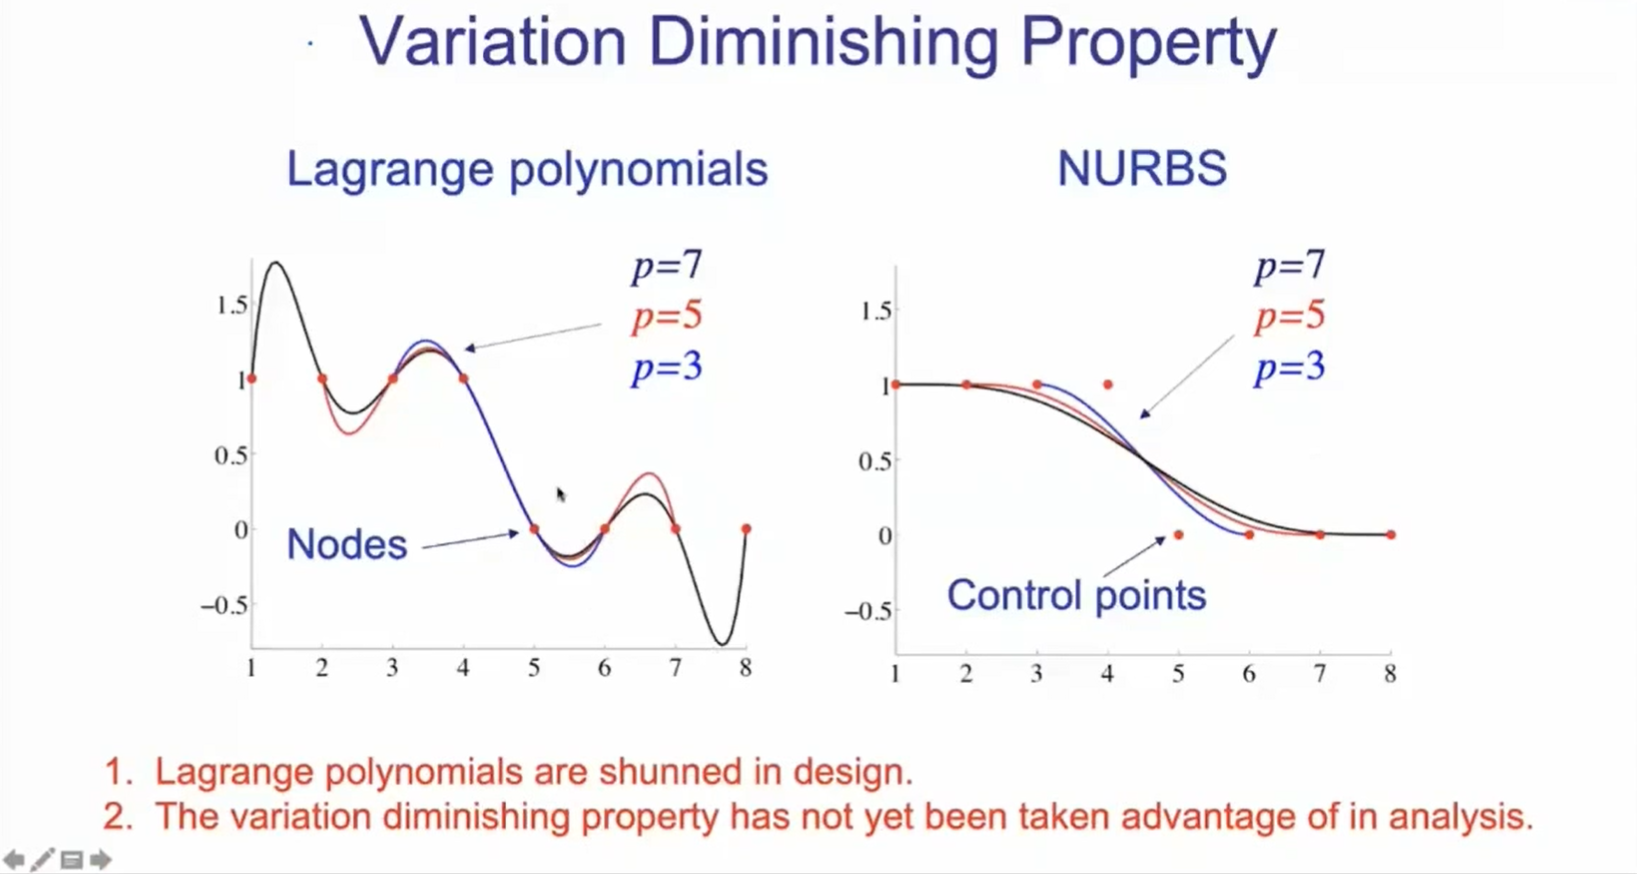 Variation Diminishing Property
Lagrange polynomials
p=7
p=5
p=3
1.5
1
0.5
0
–0.5
Nodes
1 2 3 4 5 6 7 8
NURBS
p=7
p=5
p=3
1.5
1
0.5
0
–0.5
Control points
1 2 3 4 5 6 7 8
1. Lagrange polynomials are shunned in design.
2. The variation diminishing property has not yet been taken advantage of in analysis.